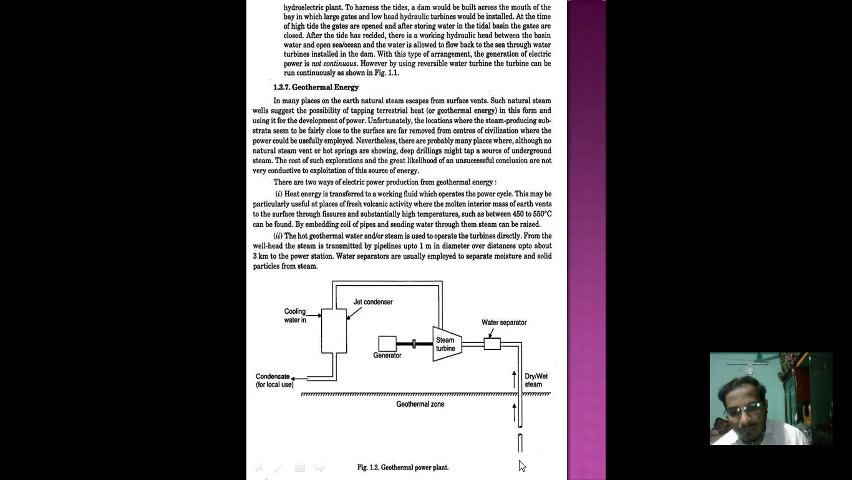 hydroelectric plant. To harness the tides, a dam would be built across the mouth of the
bay in which large gates and low head hydraulic turbines would be installed. At the time
of high tide the gates are opened and after storing water in the tidal basin the gates are
closed. After the tide has recided, there is a working hydraulic head between the basin
water and open sea/ocean and the water is allowed to flow back to the sea through water
turbines installed in the dam. With this type of arrangement, the generation of electric
power is not continuous. However by using reversible water turbine the turbine can be
run continuously as shown in Fig. 1.1.
1.3.7. Geothermal Energy
In many places on the earth natural steam escapes from surface vents. Such natural steam
wells suggest the possibility of tapping terrestrial heat (or geothermal energy) in this form and
using it for the development of power. Unfortunately, the locations where the steam-producing sub-
strata seem to be fairly close to the surface are far removed from centres of civilization where the
power could be usefully employed. Nevertheless, there are probably many places where, although no
natural steam vent or hot springs are showing, deep drillings might tap a source of underground
steam. The cost of such explorations and the great likelihood of an unsuccessful conclusion are not
very conducive to exploitation of this source of energy.
There are two ways of electric power production from geothermal energy :
(i) Heat energy is transferred to a working fluid which operates the power cycle. This may be
particularly useful at places of fresh volcanic activity where the molten interior mass of earth vents
to the surface through fissures and substantially high temperatures, such as between 450 to 550°C
can be found. By embedding coil of pipes and sending water through them steam can be raised.
(ii) The hot geothermal water and/or steam is used to operate the turbines directly. From the
well-head the steam is transmitted by pipelines upto 1 m in diameter over distances upto about
3 km to the power station. Water separators are usually employed to separate moisture and solid
particles from steam.
Jet condenser
Cooling
water in
Water separator
Steam
turbine
Generator
Condensate
(for local use)
Dry/Wet
steam
Geothermal zone
Fig. 1.2. Geothermal power plant.